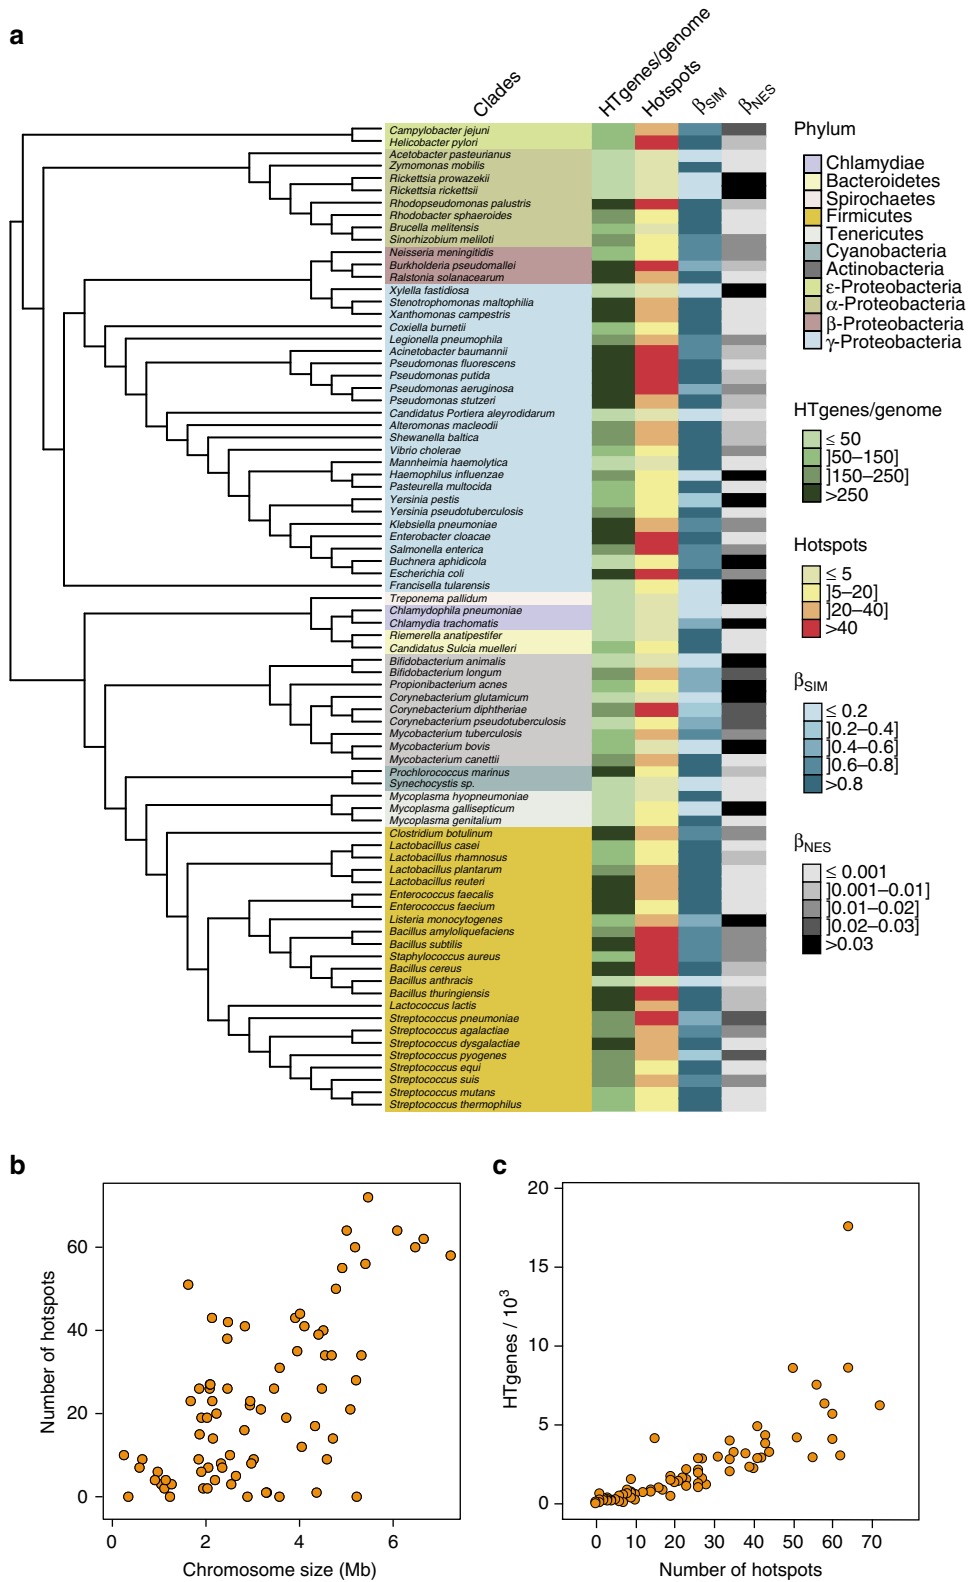 a
Clades
HTgenes/genome
Hotspots
βSIM
βNES
Campylobacter jejuni
Helicobacter pylori
Acetobacter pasteurianus
Zymomonas mobilis
Rickettsia prowazekii
Rickettsia rickettsii
Rhodopseudomonas palustris
Rhodobacter sphaeroides
Brucella melitensis
Sinorhizobium meliloti
Neisseria meningitidis
Burkholderia pseudomallei
Ralstonia solanacearum
Xylella fastidiosa
Stenotrophomonas maltophilia
Xanthomonas campestris
Coxiella burnetii
Legionella pneumophila
Acinetobacter baumannii
Pseudomonas fluorescens
Pseudomonas putida
Pseudomonas aeruginosa
Pseudomonas stutzeri
Candidatus Portiera aleyrodidarum
Alteromonas macleodii
Shewanella baltica
Vibrio cholerae
Mannheimia haemolytica
Haemophilus influenzae
Pasteurella multocida
Yersinia pestis
Yersinia pseudotuberculosis
Klebsiella pneumoniae
Enterobacter cloacae
Salmonella enterica
Buchnera aphidicola
Escherichia coli
Francisella tularensis
Treponema pallidum
Chlamydophila pneumoniae
Chlamydia trachomatis
Riemerella anatipestifer
Candidatus Sulcia muelleri
Bifidobacterium animalis
Bifidobacterium longum
Propionibacterium acnes
Corynebacterium glutamicum
Corynebacterium diphtheriae
Corynebacterium pseudotuberculosis
Mycobacterium tuberculosis
Mycobacterium bovis
Mycobacterium canettii
Prochlorococcus marinus
Synechocystis sp.
Mycoplasma hyopneumoniae
Mycoplasma gallisepticum
Mycoplasma genitalium
Clostridium botulinum
Lactobacillus casei
Lactobacillus rhamnosus
Lactobacillus plantarum
Lactobacillus reuteri
Enterococcus faecalis
Enterococcus faecium
Listeria monocytogenes
Bacillus amyloliquefaciens
Bacillus subtilis
Staphylococcus aureus
Bacillus cereus
Bacillus anthracis
Bacillus thuringiensis
Lactococcus lactis
Streptococcus pneumoniae
Streptococcus agalactiae
Streptococcus dysgalactiae
Streptococcus pyogenes
Streptococcus equi
Streptococcus suis
Streptococcus mutans
Streptococcus thermophilus
Phylum
Chlamydiae
Bacteroidetes
Spirochaetes
Firmicutes
Tenericutes
Cyanobacteria
Actinobacteria
ε-Proteobacteria
α-Proteobacteria
β-Proteobacteria
γ-Proteobacteria
HTgenes/genome
≤ 50
]50–150]
]150–250]
>250
Hotspots
≤ 5
]5–20]
]20–40]
>40
βSIM
≤ 0.2
]0.2–0.4]
]0.4–0.6]
]0.6–0.8]
>0.8
βNES
≤ 0.001
]0.001–0.01]
]0.01–0.02]
]0.02–0.03]
>0.03
b
Number of hotspots
60
40
20
0
0 2 4 6
Chromosome size (Mb)
c
HTgenes / 10³
20
15
10
5
0
0 10 20 30 40 50 60 70
Number of hotspots